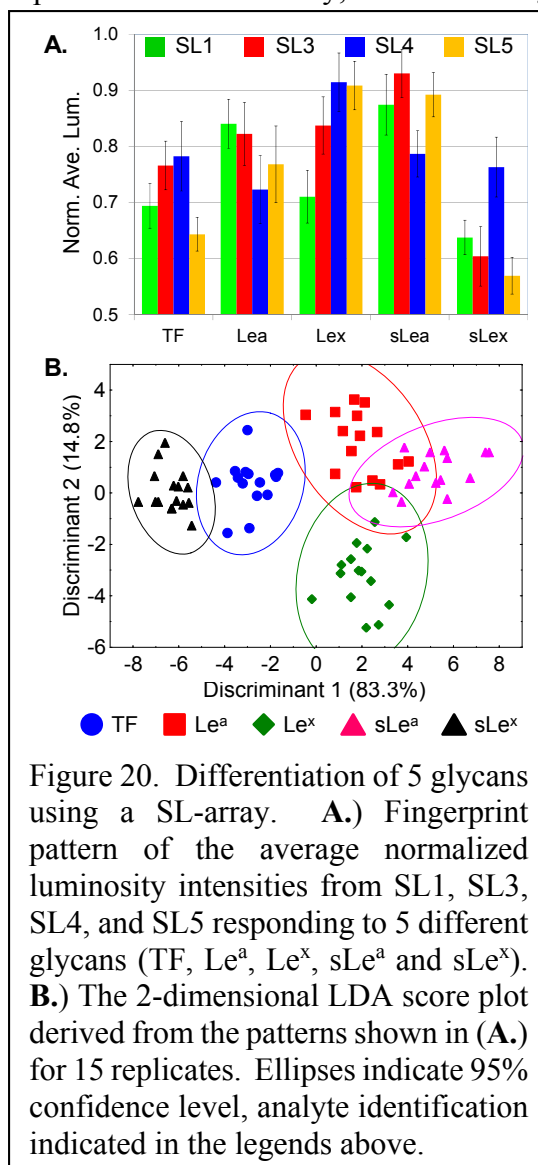 A. SL1 SL3 SL4 SL5
1.0
0.9
0.8
0.7
0.6
0.5
Norm. Ave. Lum.
TF Lea Lex sLea sLex
B.
4
2
0
-2
-4
-6
Discriminant 2 (14.8%)
-8 -6 -4 -2 0 2 4 6 8
Discriminant 1 (83.3%)
TF Leᵃ Leˣ sLeᵃ sLeˣ
Figure 20. Differentiation of 5 glycans
using a SL-array. A.) Fingerprint
pattern of the average normalized
luminosity intensities from SL1, SL3,
SL4, and SL5 responding to 5 different
glycans (TF, Leᵃ, Leˣ, sLeᵃ and sLeˣ).
B.) The 2-dimensional LDA score plot
derived from the patterns shown in (A.)
for 15 replicates. Ellipses indicate 95%
confidence level, analyte identification
indicated in the legends above.